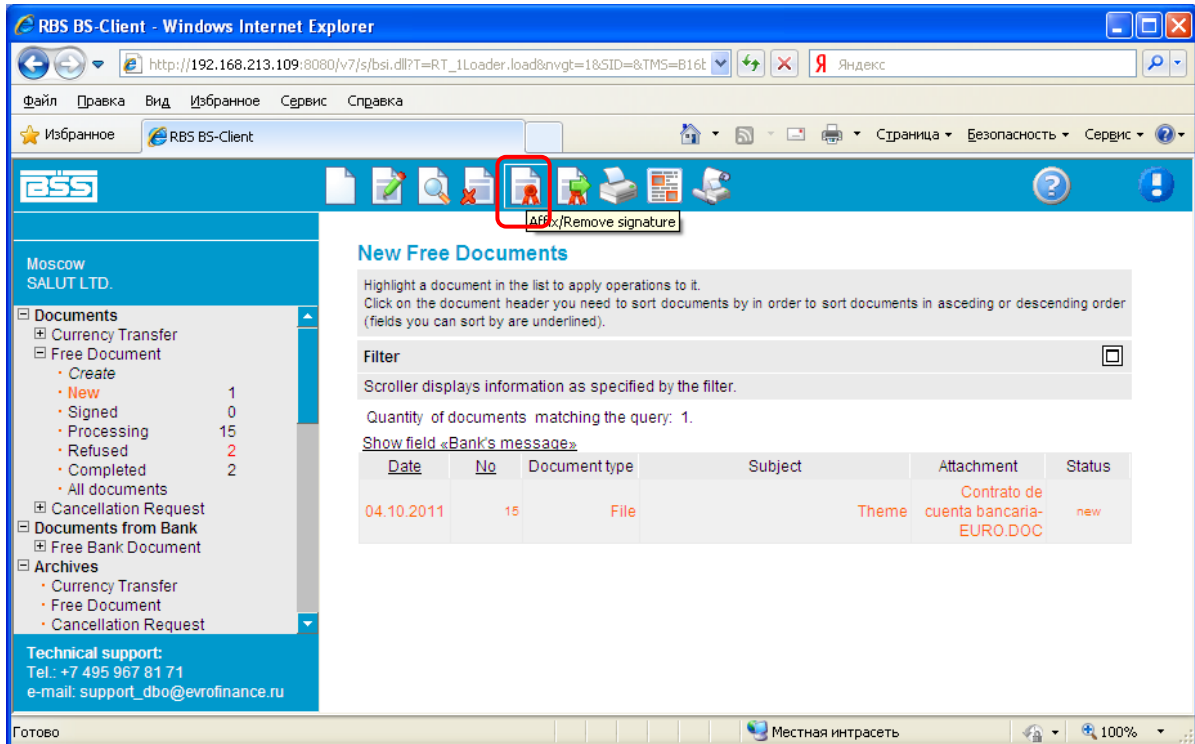 RBS BS-Client - Windows Internet Explorer
http://192.168.213.109:8080/v7/s/bsi.dll?T=RT_1Loader.load&nvgt=1&SID=&TMS=B16b
Яндекс
Файл Правка Вид Избранное Сервис Справка
Избранное RBS BS-Client Страница Безопасность Сервис
BSS
Affix/Remove signature
Moscow
SALUT LTD.
Documents
Currency Transfer
Free Document
Create
New 1
Signed 0
Processing 15
Refused 2
Completed 2
All documents
Cancellation Request
Documents from Bank
Free Bank Document
Archives
Currency Transfer
Free Document
Cancellation Request
Technical support:
Tel.: +7 495 967 81 71
e-mail: support_dbo@evrofinance.ru
New Free Documents
Highlight a document in the list to apply operations to it.
Click on the document header you need to sort documents by in order to sort documents in asceding or descending order
(fields you can sort by are underlined).
Filter
Scroller displays information as specified by the filter.
Quantity of documents matching the query: 1.
Show field «Bank's message»
Date No Document type Subject Attachment Status
04.10.2011 15 File Theme Contrato de
cuenta bancaria-
EURO.DOC new
Готово Местная интрасеть 100%